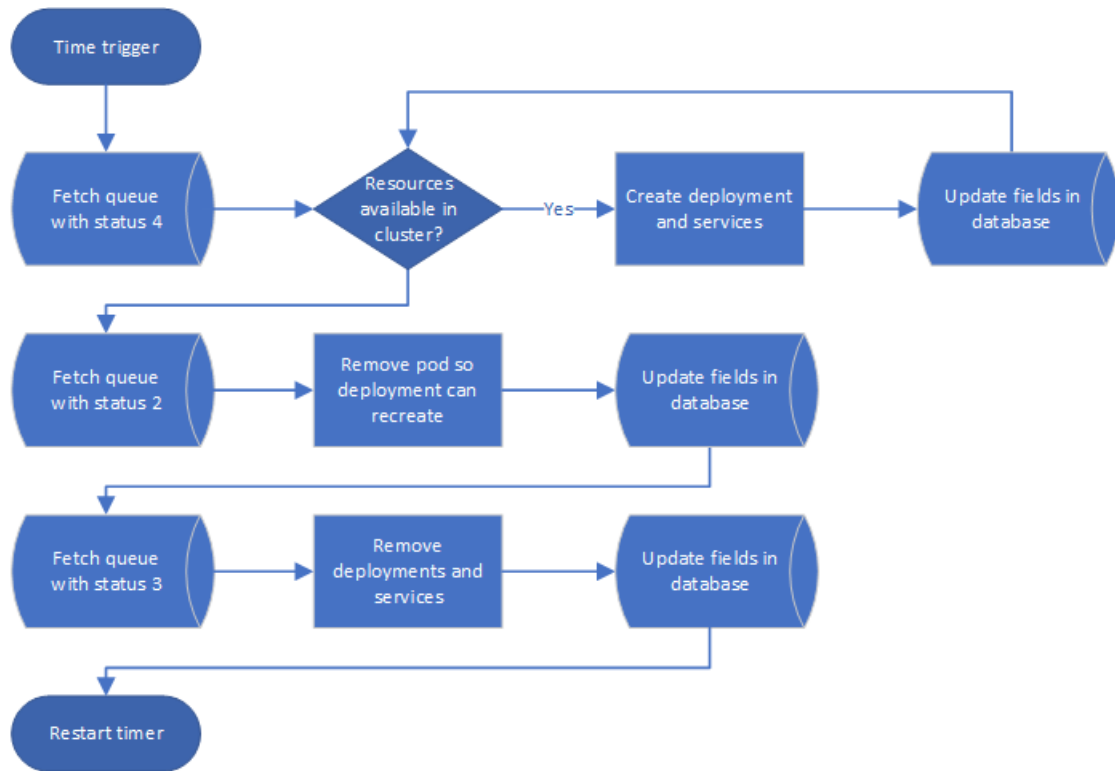 Time trigger
Fetch queue
with status 4
Resources
available in
cluster?
Yes
Create deployment
and services
Update fields in
database
Fetch queue
with status 2
Remove pod so
deployment can
recreate
Update fields in
database
Fetch queue
with status 3
Remove
deployments and
services
Update fields in
database
Restart timer